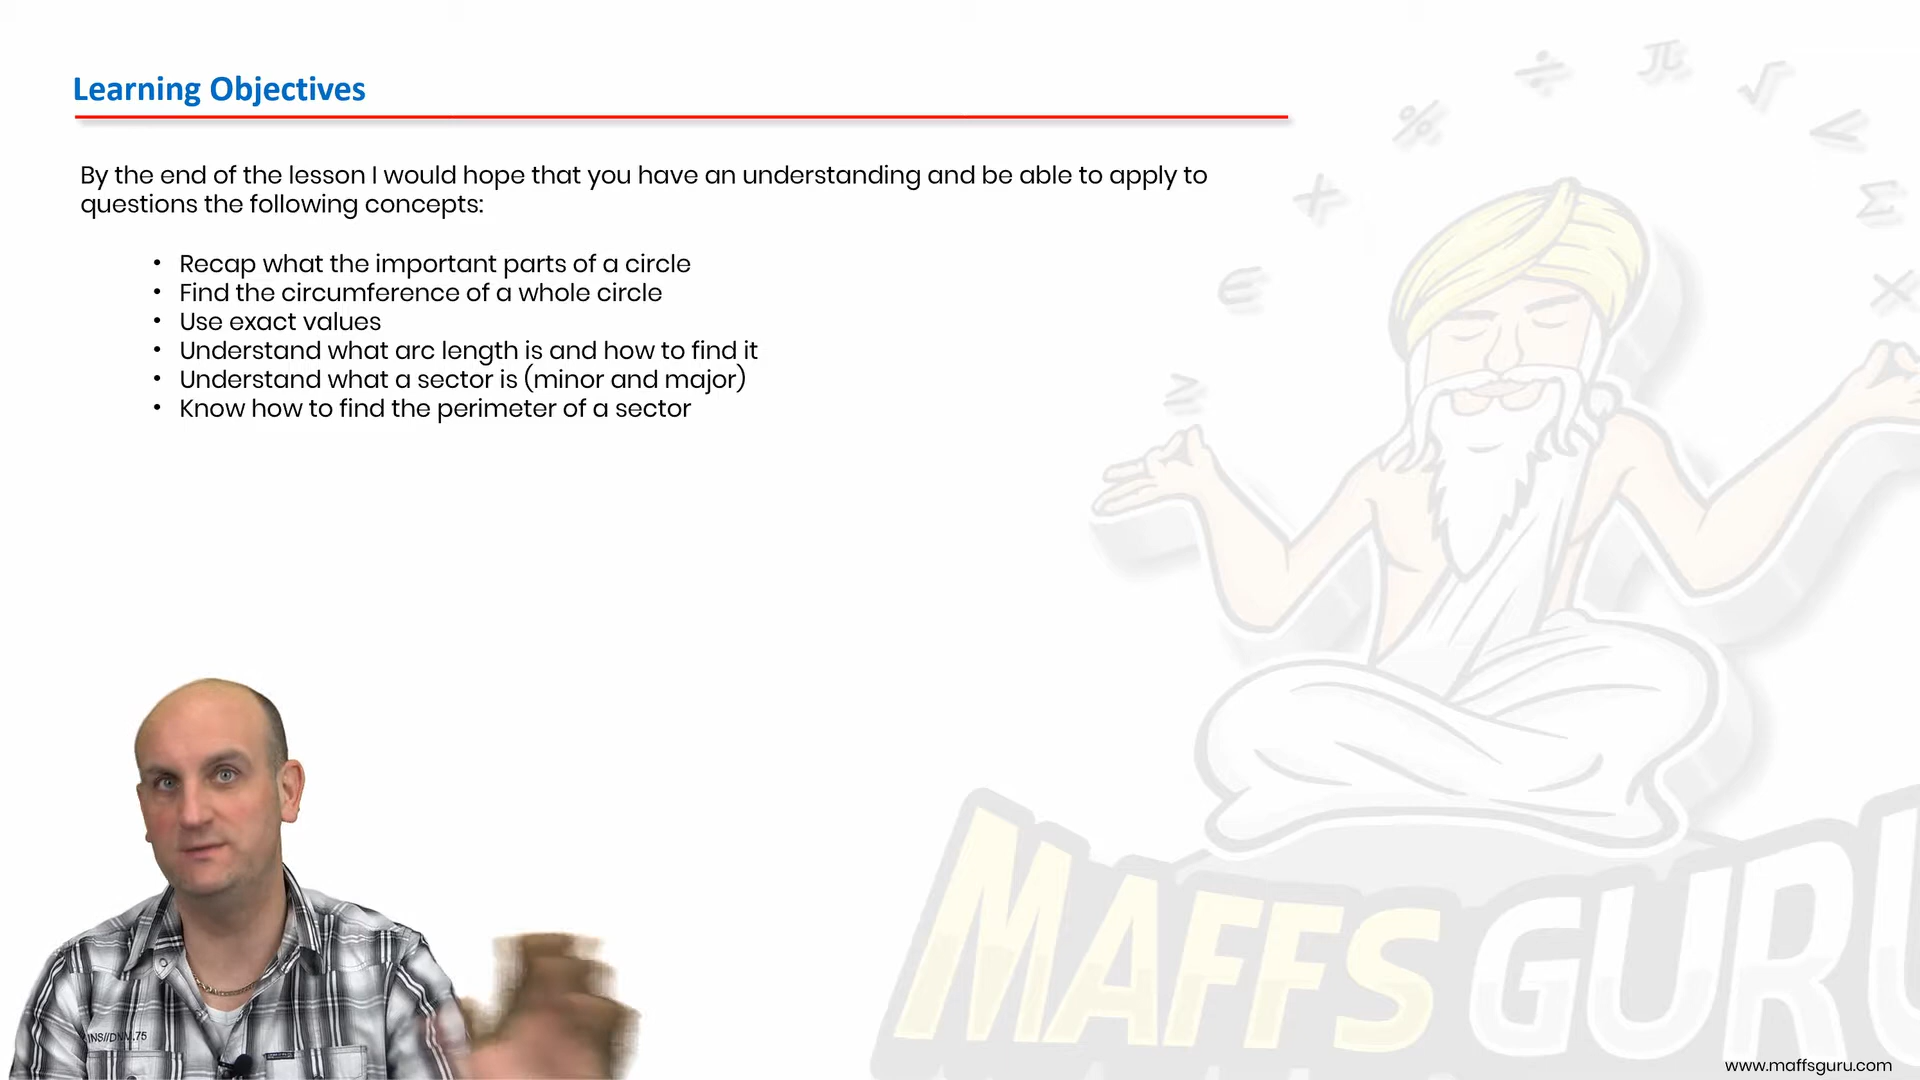 Learning Objectives
By the end of the lesson I would hope that you have an understanding and be able to apply to
questions the following concepts:
• Recap what the important parts of a circle
• Find the circumference of a whole circle
• Use exact values
• Understand what arc length is and how to find it
• Understand what a sector is (minor and major)
• Know how to find the perimeter of a sector
% ÷ π √ <
+ Σ
∈ ×
≥
MAFFS GURU
www.maffsguru.com